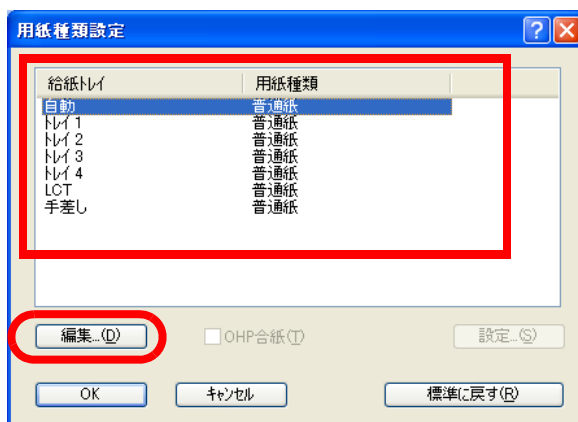 用紙種類設定
給紙トレイ 用紙種類
自動 普通紙
トレイ 1 普通紙
トレイ 2 普通紙
トレイ 3 普通紙
トレイ 4 普通紙
LCT 普通紙
手差し 普通紙
編集...(D) OHP合紙(T) 設定...(S)
OK キャンセル 標準に戻す(R)